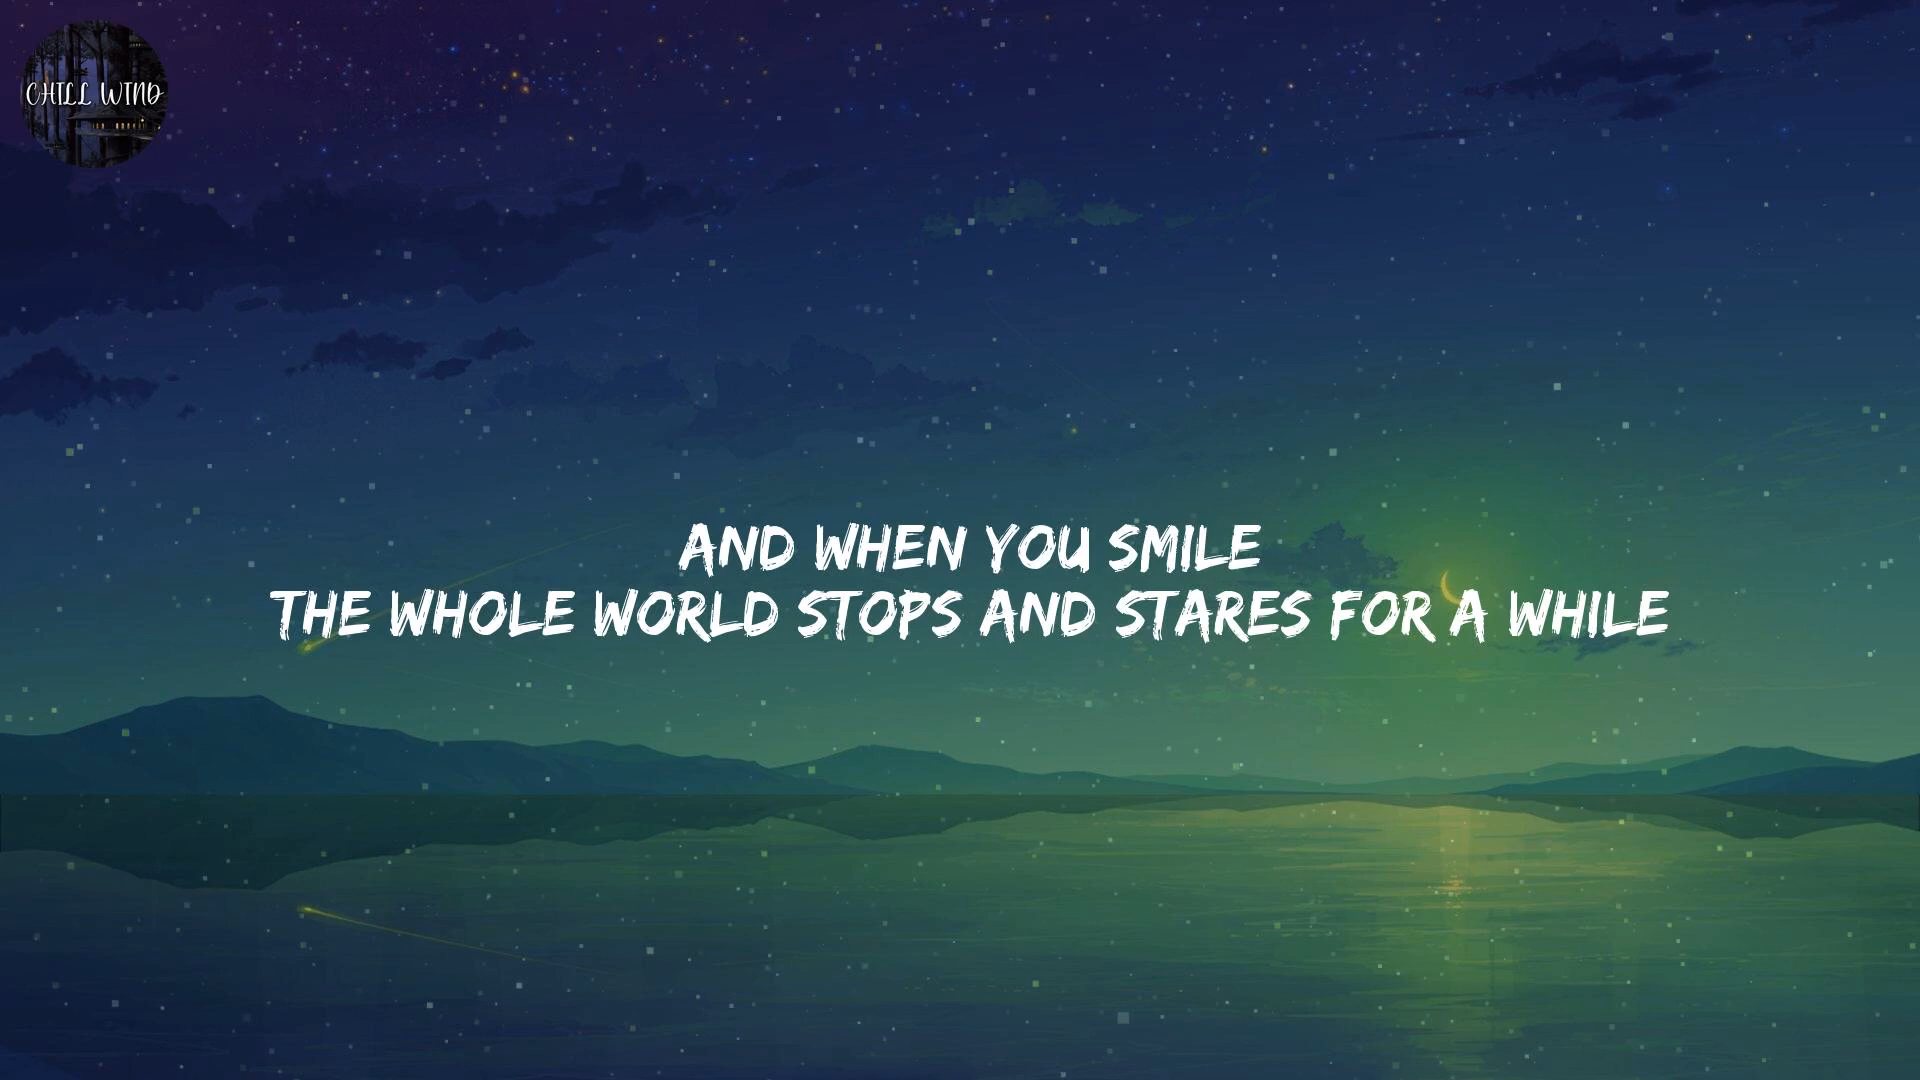 CHILL WIND
AND WHEN YOU SMILE
THE WHOLE WORLD STOPS AND STARES FOR A WHILE